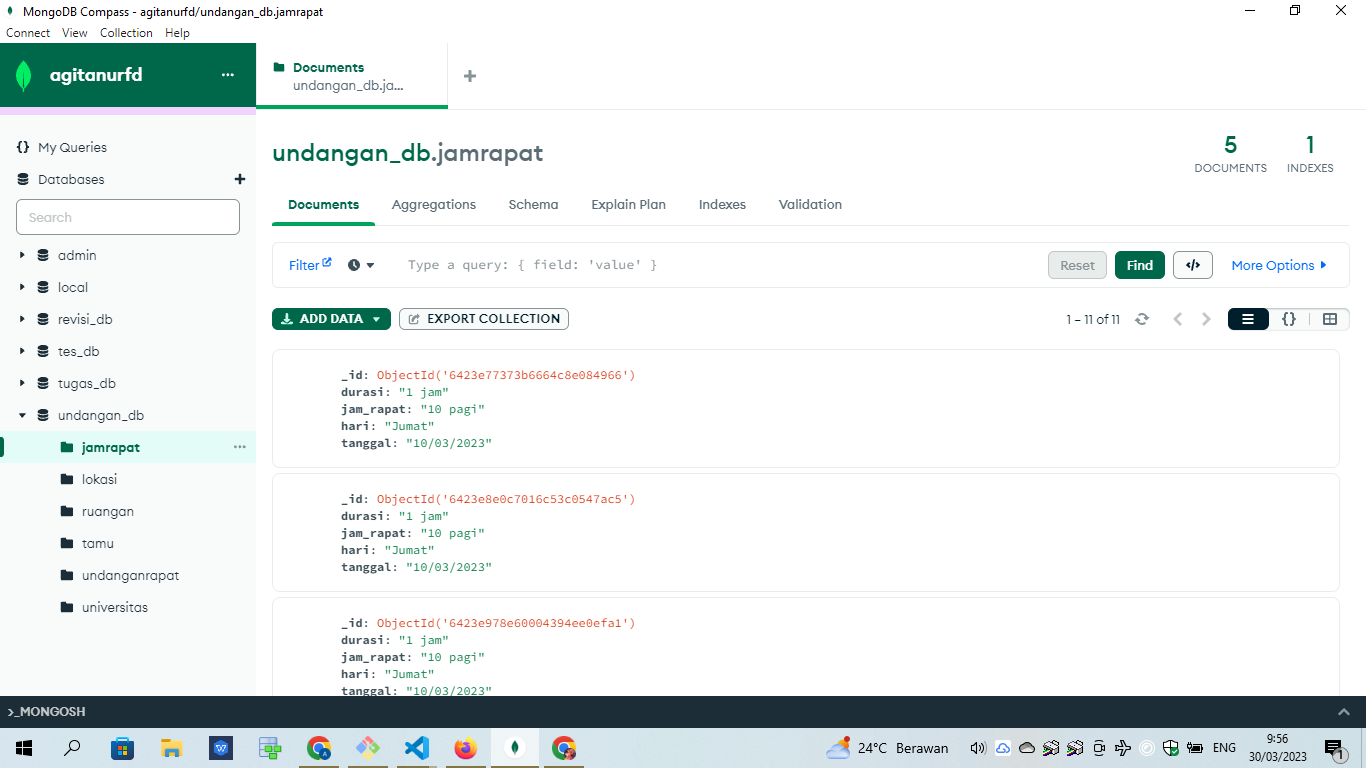 MongoDB Compass - agitanurfd/undangan_db.jamrapat
Connect View Collection Help
agitanurfd
Documents
undangan_db.ja...
My Queries
Databases
Search
admin
local
revisi_db
tes_db
tugas_db
undangan_db
jamrapat
lokasi
ruangan
tamu
undanganrapat
universitas
undangan_db.jamrapat
5
DOCUMENTS
1
INDEXES
Documents Aggregations Schema Explain Plan Indexes Validation
Filter Type a query: { field: 'value' } Reset Find </> More Options
ADD DATA EXPORT COLLECTION 1 – 11 of 11 {}
_id: ObjectId('6423e77373b6664c8e084966')
durasi: "1 jam"
jam_rapat: "10 pagi"
hari: "Jumat"
tanggal: "10/03/2023"
_id: ObjectId('6423e8e0c7016c53c0547ac5')
durasi: "1 jam"
jam_rapat: "10 pagi"
hari: "Jumat"
tanggal: "10/03/2023"
_id: ObjectId('6423e978e60004394ee0efa1')
durasi: "1 jam"
jam_rapat: "10 pagi"
hari: "Jumat"
tanggal: "10/03/2023"
>_MONGOSH
24°C Berawan
ENG
9:56
30/03/2023
1